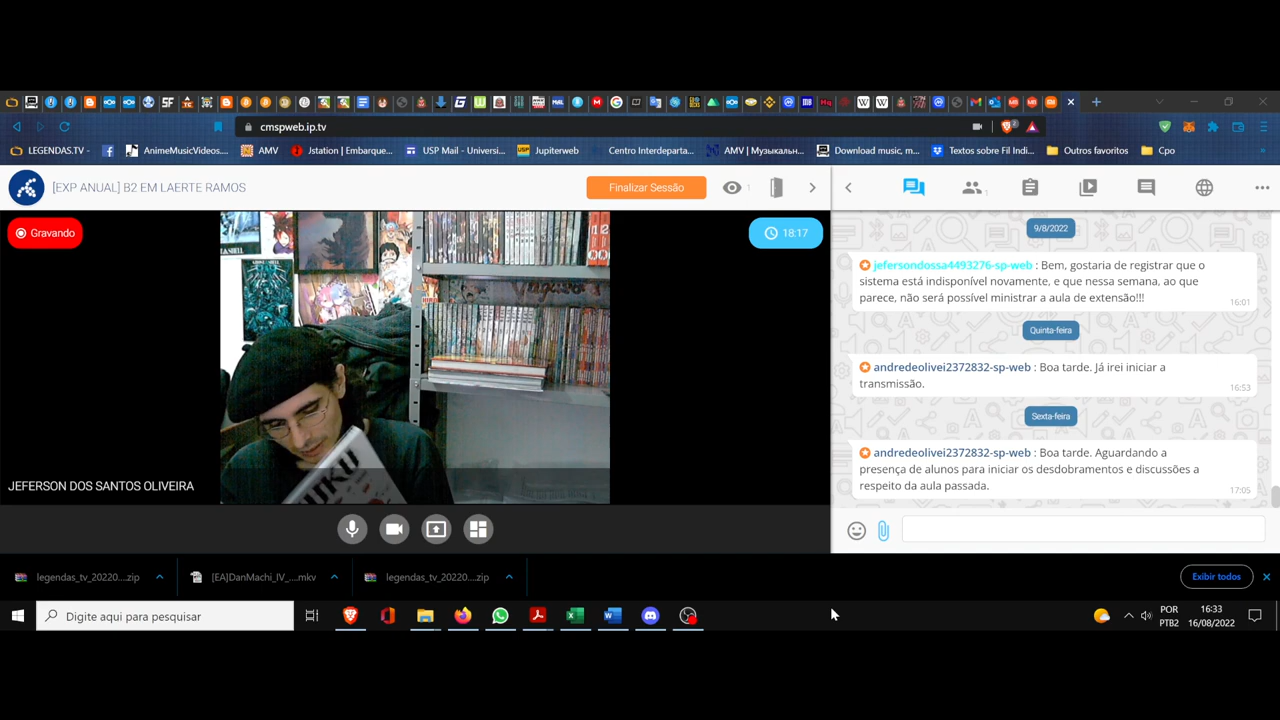 cmspweb.ip.tv
2
LEGENDAS.TV -
AnimeMusicVideos...
AMV
Jstation | Embarque...
USP Mail - Universi...
Jupiterweb
Centro Interdeparta...
AMV | Музыкальн...
Download music, m...
Textos sobre Fil Indi...
Outros favoritos
Cpo
[EXP ANUAL] B2 EM LAERTE RAMOS
Finalizar Sessão
1
1
Gravando
18:17
JEFERSON DOS SANTOS OLIVEIRA
9/8/2022
jefersondossa4493276-sp-web : Bem, gostaria de registrar que o
sistema está indisponível novamente, e que nessa semana, ao que
parece, não será possível ministrar a aula de extensão!!!
16:01
Quinta-feira
andredeolivei2372832-sp-web : Boa tarde. Já irei iniciar a
transmissão.
16:53
Sexta-feira
andredeolivei2372832-sp-web : Boa tarde. Aguardando a
presença de alunos para iniciar os desdobramentos e discussões a
respeito da aula passada.
17:05
legendas_tv_20220....zip
[EA]DanMachi_IV_....mkv
legendas_tv_20220....zip
Exibir todos
Digite aqui para pesquisar
POR
PTB2
16:33
16/08/2022